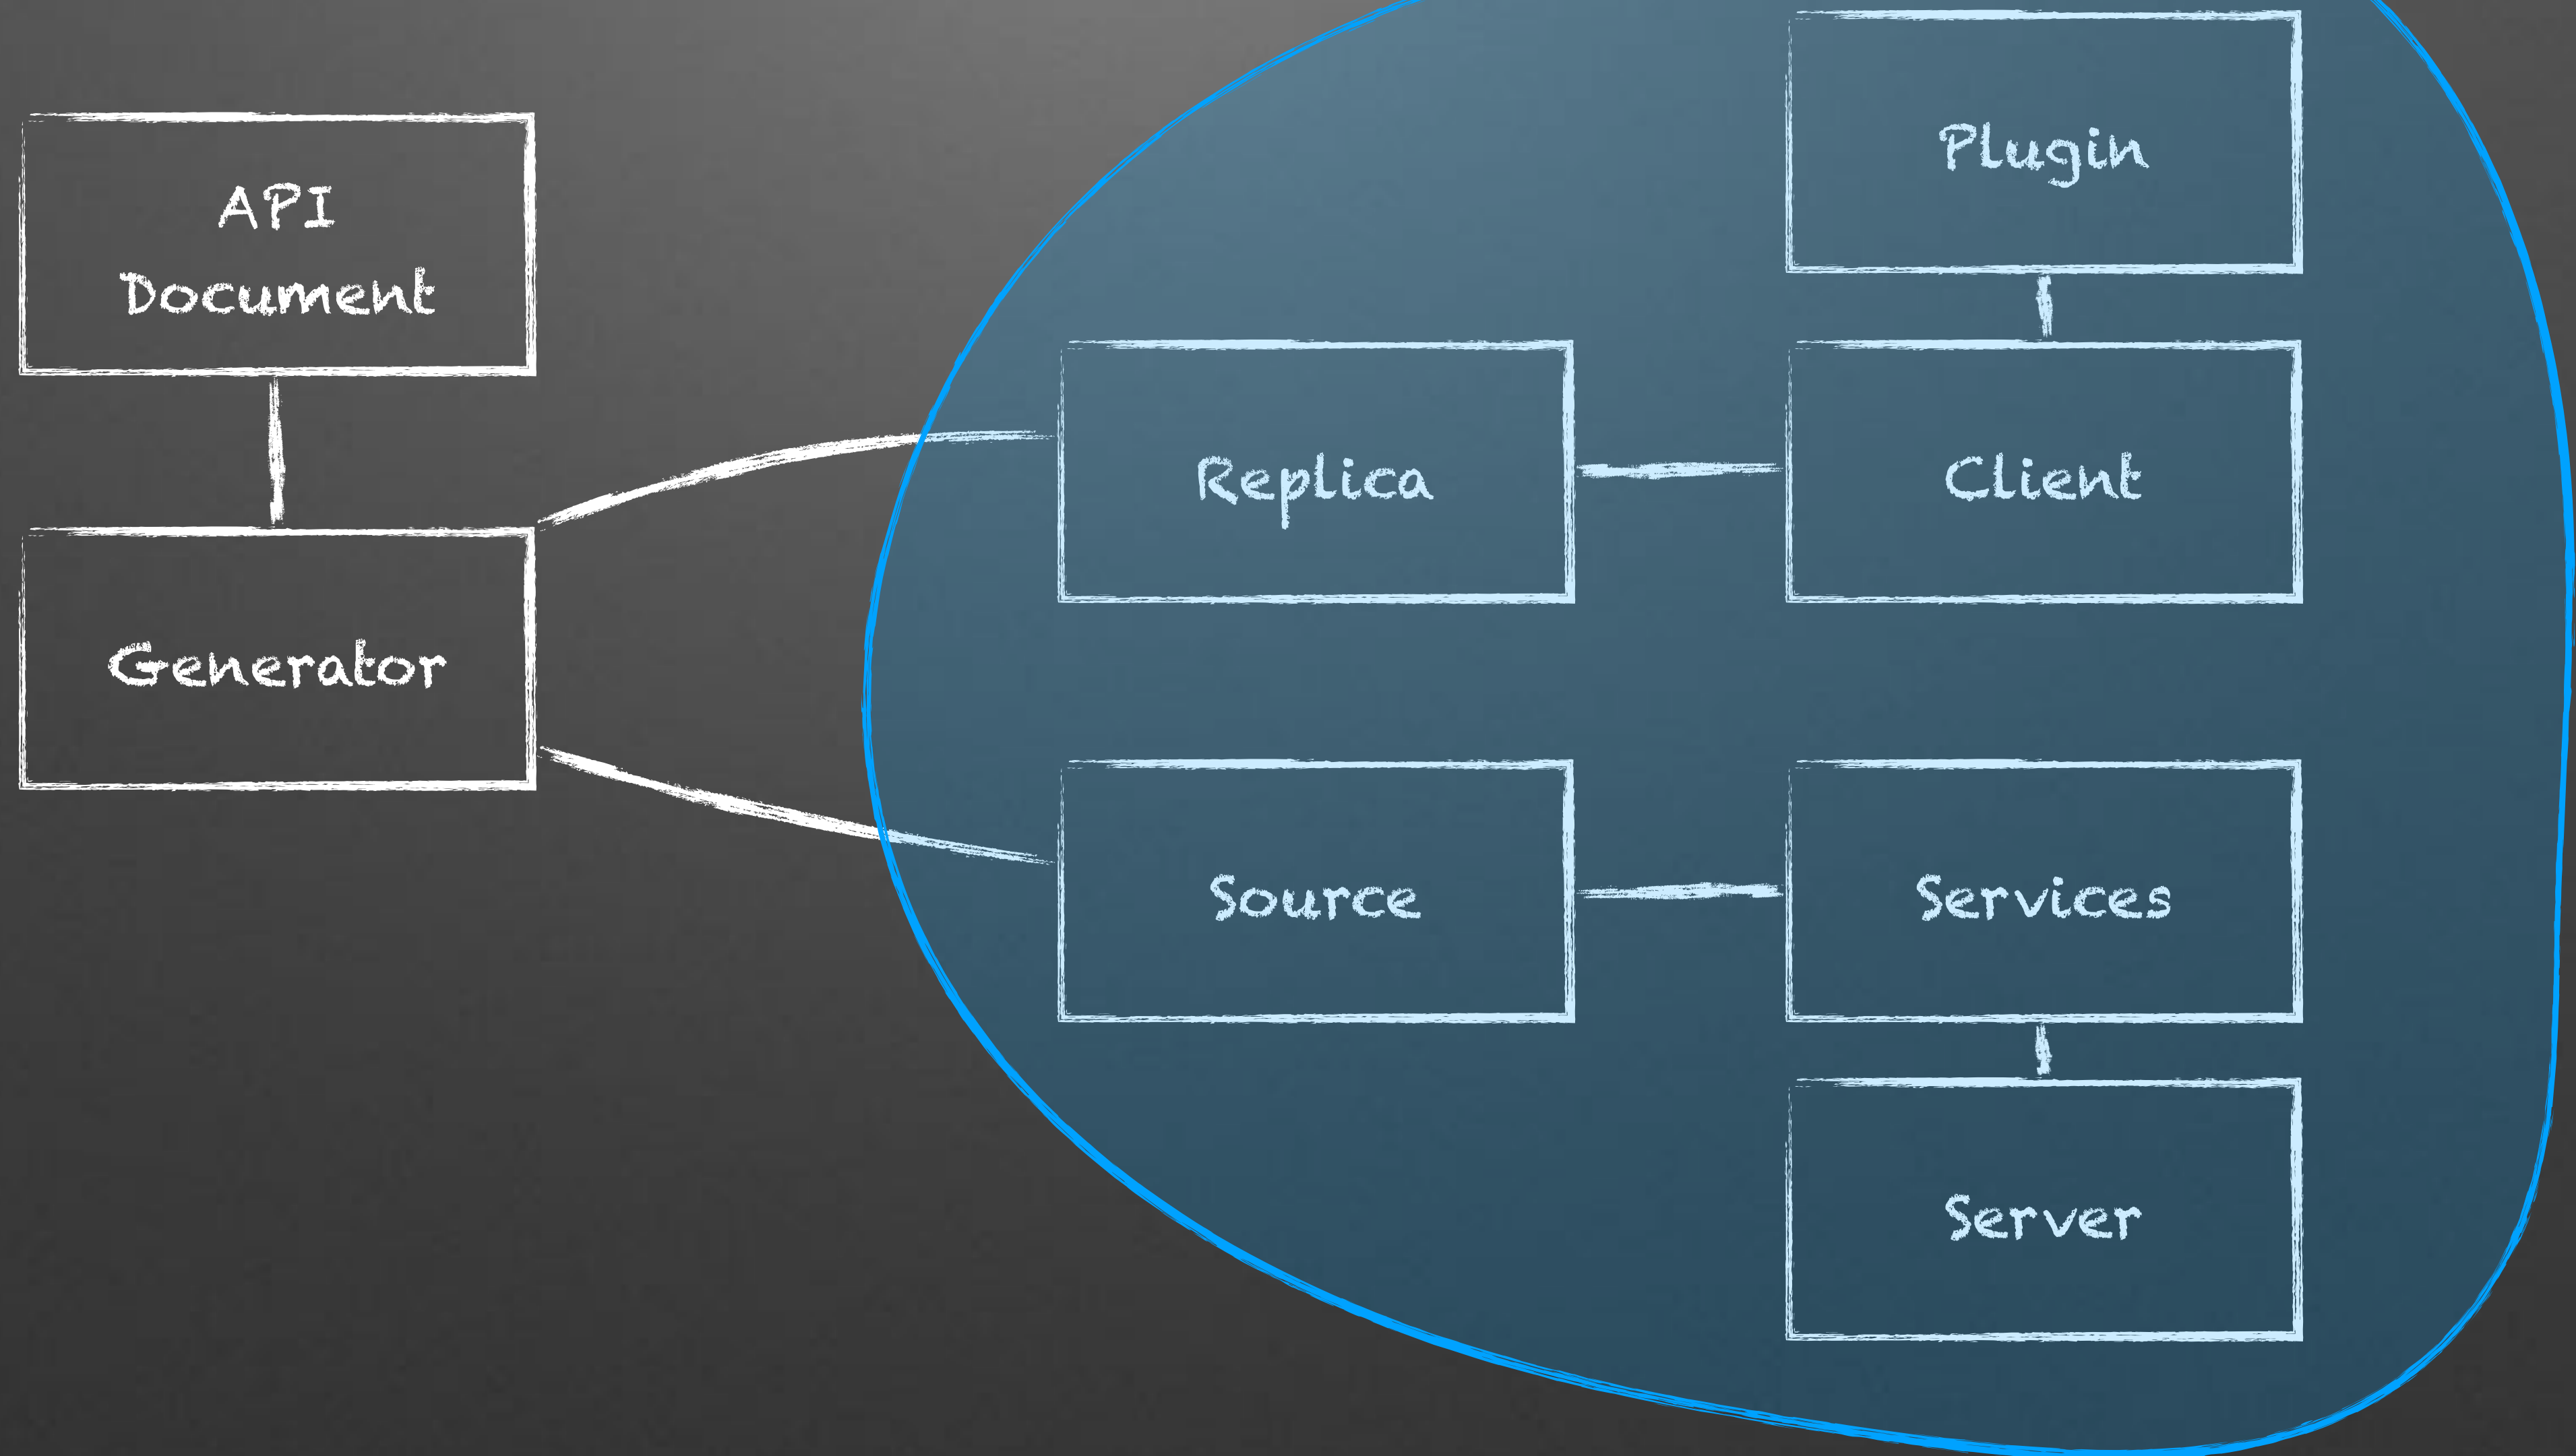 API
Document
Generator
Plugin
Replica
Client
Source
Services
Server